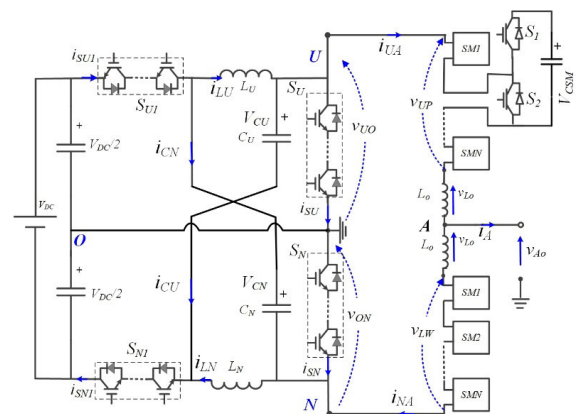 i_SU1
S_U1
i_LU
L_U
U
i_UA
SM1
S_1
S_2
V_CSM
V_DC/2
i_CN
V_CU
C_U
S_U
v_UO
v_UP
SMN
i_SU
L_o
v_Lo
V_DC
O
A
i_A
L_o
v_Lo
v_Ao
V_DC/2
i_CU
V_CN
C_N
S_N
v_ON
v_LW
SM1
SM2
S_N1
i_LN
L_N
i_SN
i_SN1
N
i_NA
SMN